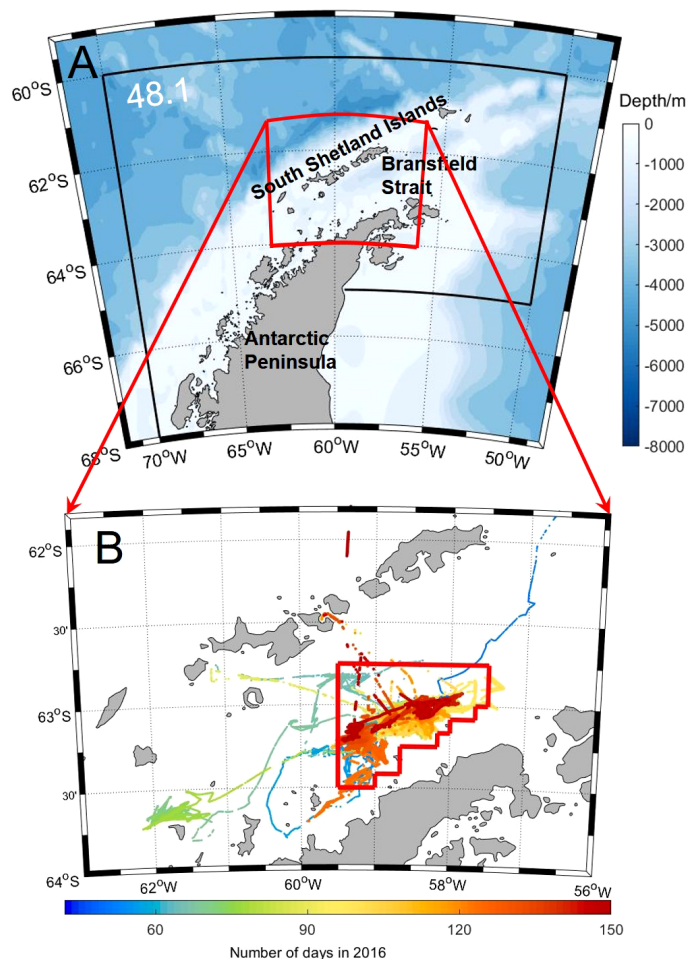 A
48.1
60°S
62°S
64°S
66°S
68°S
70°W
65°W
60°W
55°W
50°W
South Shetland Islands
Bransfield
Strait
Antarctic
Peninsula
Depth/m
0
-1000
-2000
-3000
-4000
-5000
-6000
-7000
-8000
B
62°S
30'
63°S
30'
64°S
62°W
60°W
58°W
56°W
60
90
120
150
Number of days in 2016